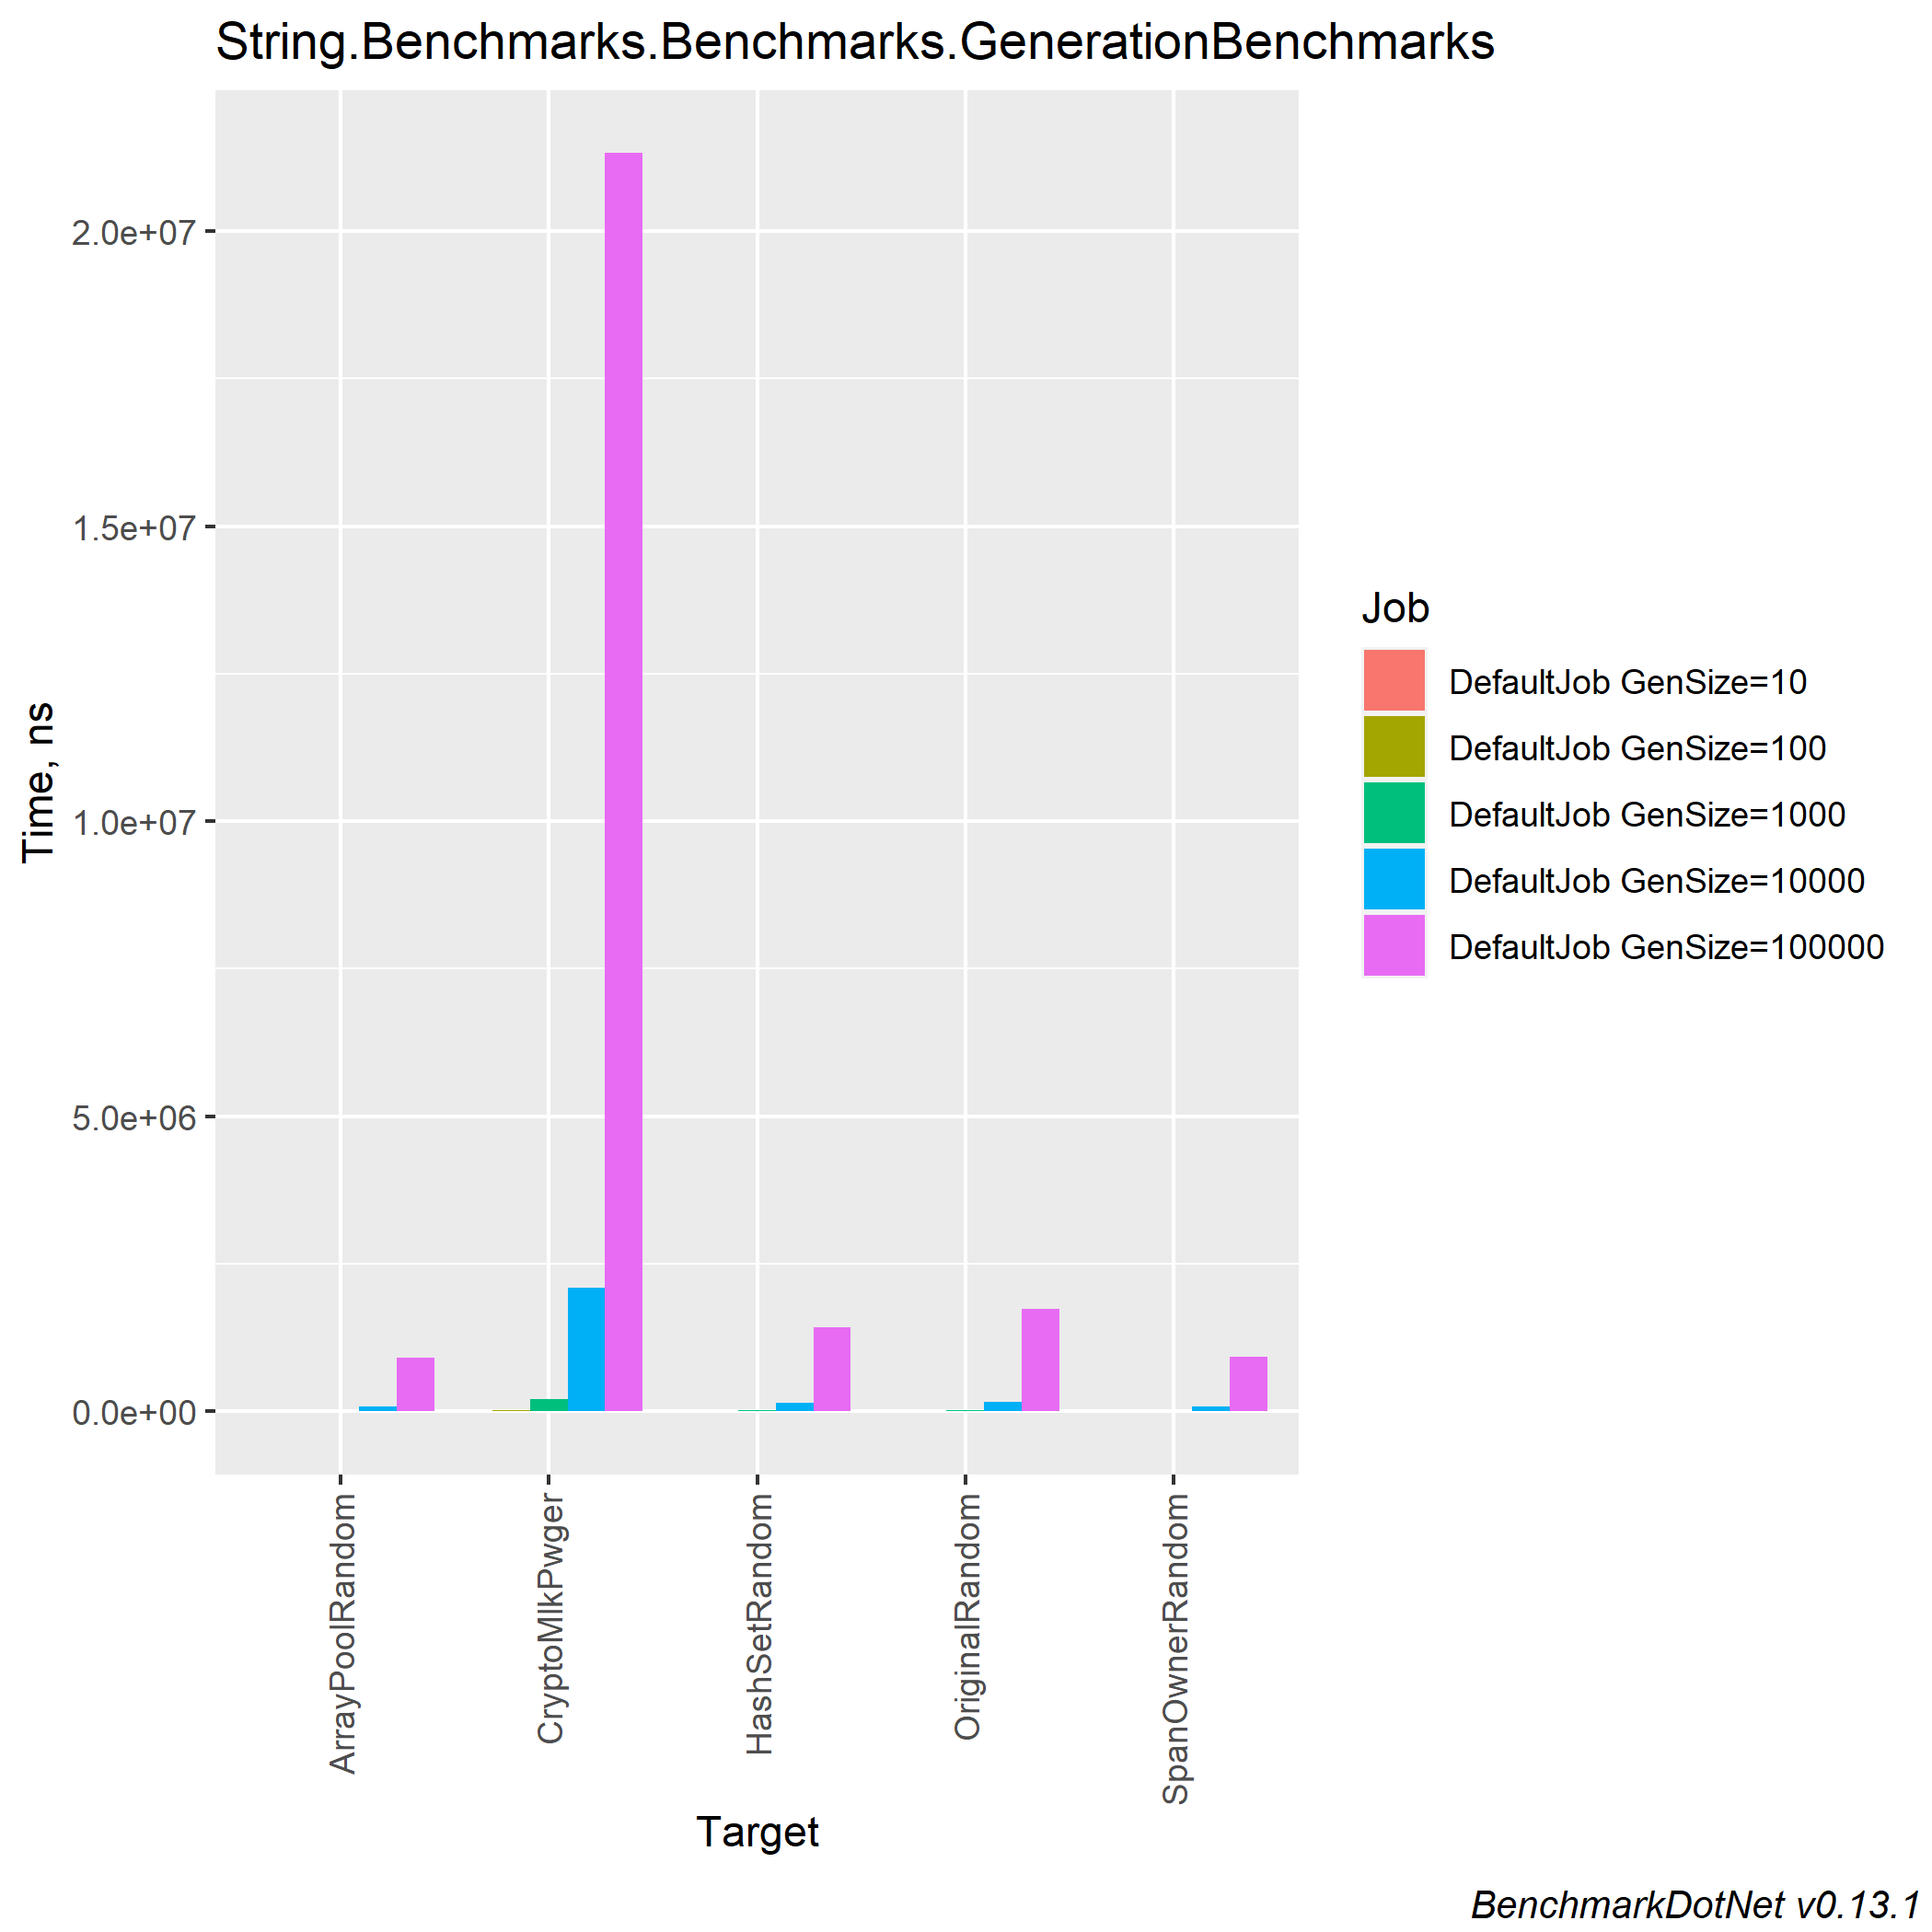 String.Benchmarks.Benchmarks.GenerationBenchmarks
Time, ns
2.0e+07
1.5e+07
1.0e+07
5.0e+06
0.0e+00
ArrayPoolRandom
CryptoMlkPwger
HashSetRandom
OriginalRandom
SpanOwnerRandom
Target
Job
DefaultJob GenSize=10
DefaultJob GenSize=100
DefaultJob GenSize=1000
DefaultJob GenSize=10000
DefaultJob GenSize=100000
BenchmarkDotNet v0.13.1